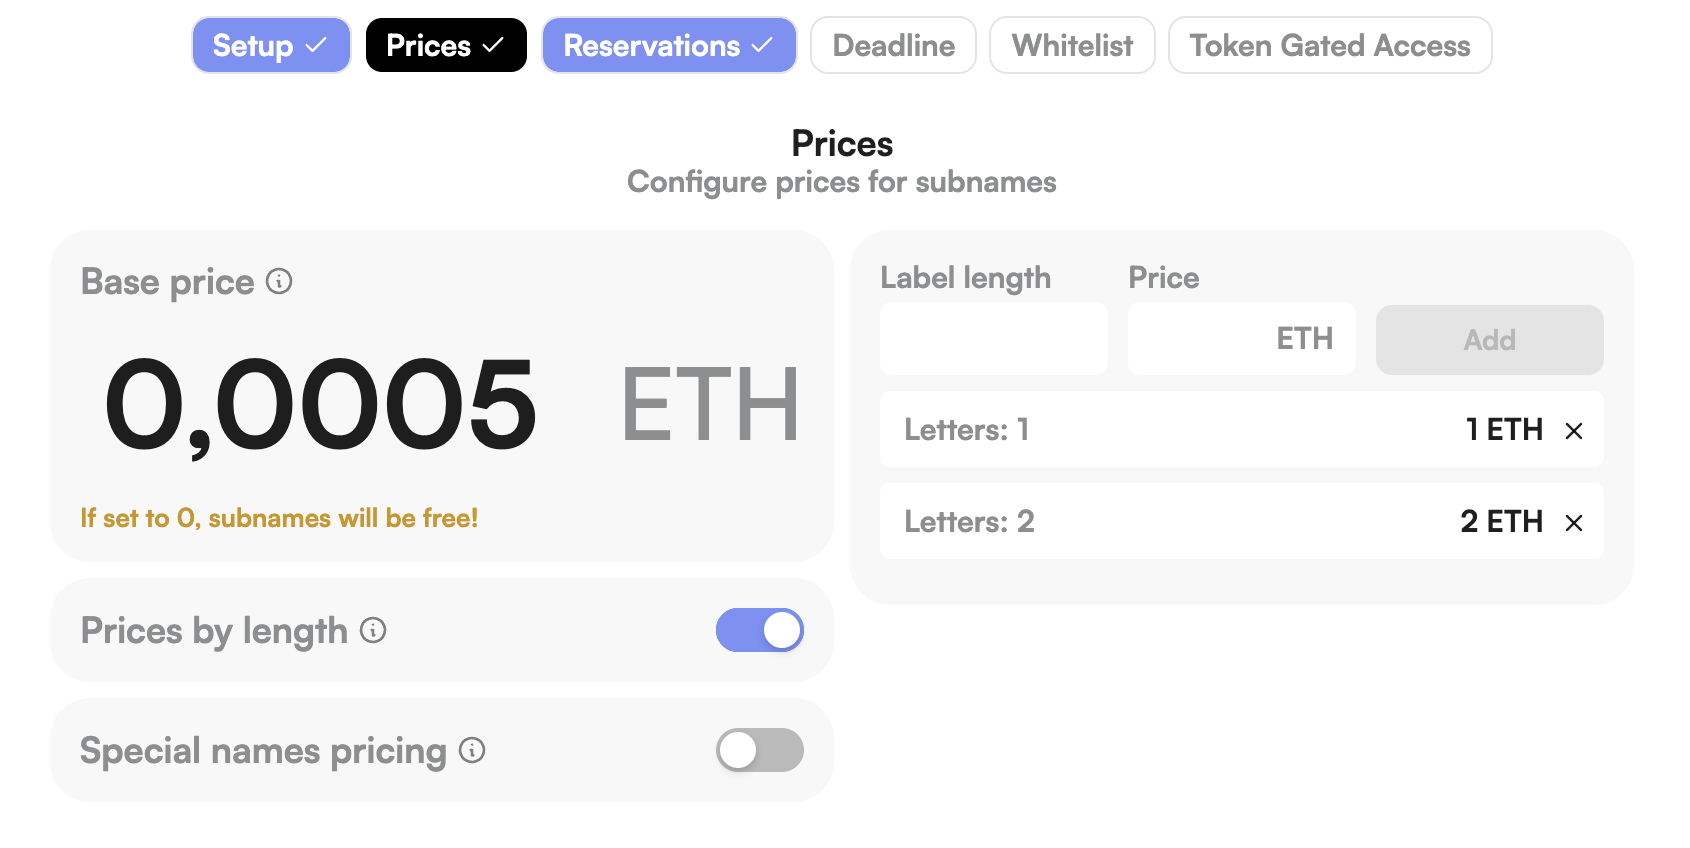 Setup
Prices
Reservations
Deadline
Whitelist
Token Gated Access
Prices
Configure prices for subnames
Base price
0,0005 ETH
If set to 0, subnames will be free!
Prices by length
Special names pricing
Label length
Price
ETH
Add
Letters: 1
1 ETH
Letters: 2
2 ETH